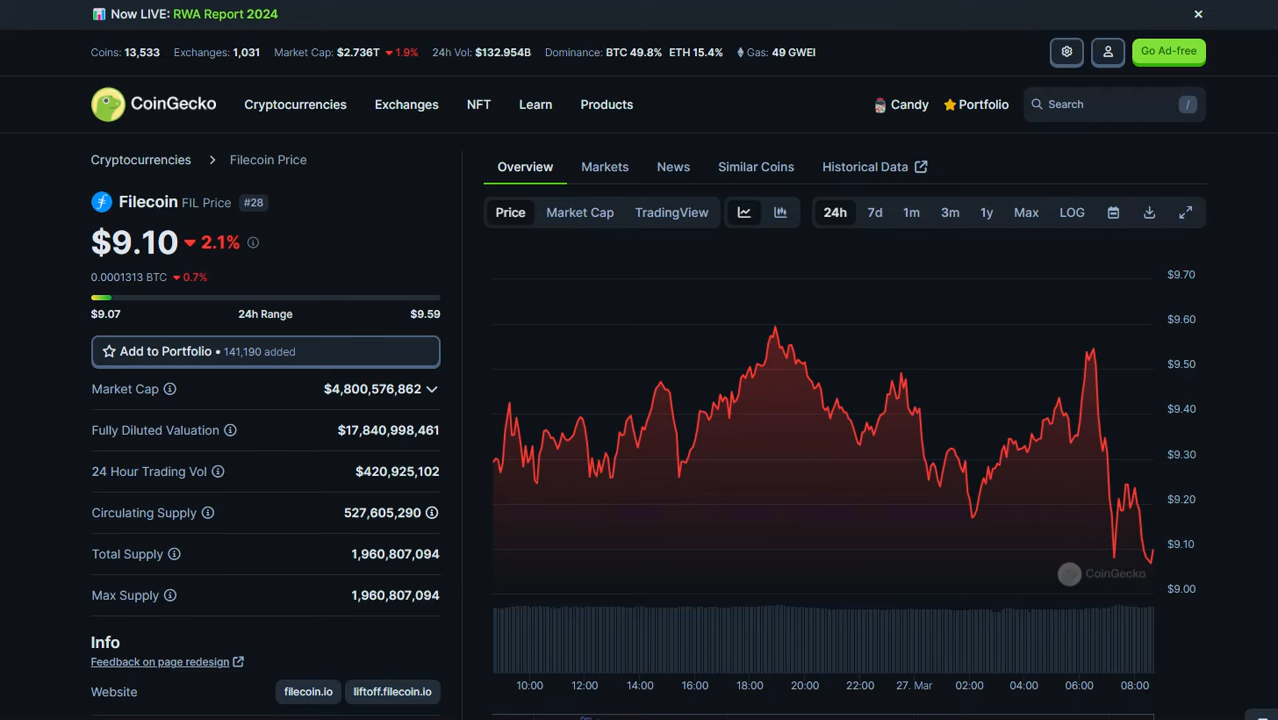 Now LIVE: RWA Report 2024
Coins: 13,533 Exchanges: 1,031 Market Cap: $2.736T 1.9% 24h Vol: $132.954B Dominance: BTC 49.8% ETH 15.4% Gas: 49 GWEI
Go Ad-free
CoinGecko Cryptocurrencies Exchanges NFT Learn Products Candy Portfolio Search /
Cryptocurrencies > Filecoin Price
Filecoin FIL Price #28
$9.10 2.1%
0.0001313 BTC 0.7%
$9.07 24h Range $9.59
Add to Portfolio • 141,190 added
Market Cap $4,800,576,862
Fully Diluted Valuation $17,840,998,461
24 Hour Trading Vol $420,925,102
Circulating Supply 527,605,290
Total Supply 1,960,807,094
Max Supply 1,960,807,094
Info
Feedback on page redesign
Website filecoin.io liftoff.filecoin.io
Overview Markets News Similar Coins Historical Data
Price Market Cap TradingView 24h 7d 1m 3m 1y Max LOG
$9.70
$9.60
$9.50
$9.40
$9.30
$9.20
$9.10
$9.00
CoinGecko
10:00 12:00 14:00 16:00 18:00 20:00 22:00 27. Mar 02:00 04:00 06:00 08:00